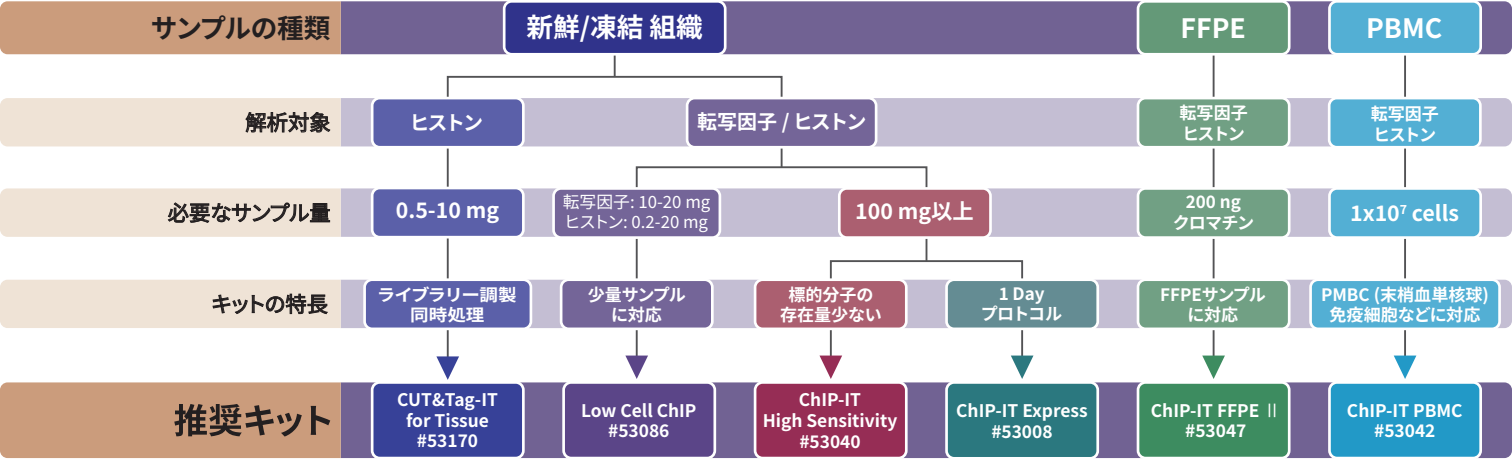 サンプルの種類
新鮮/凍結 組織
FFPE
PBMC
解析対象
ヒストン
転写因子 / ヒストン
転写因子
ヒストン
転写因子
ヒストン
必要なサンプル量
0.5-10 mg
転写因子: 10-20 mg
ヒストン: 0.2-20 mg
100 mg以上
200 ng
クロマチン
1x10⁷ cells
キットの特長
ライブラリー調製
同時処理
少量サンプル
に対応
標的分子の
存在量少ない
1 Day
プロトコル
FFPEサンプル
に対応
PMBC (末梢血単核球)
免疫細胞などに対応
推奨キット
CUT&Tag-IT
for Tissue
#53170
Low Cell ChIP
#53086
ChIP-IT
High Sensitivity
#53040
ChIP-IT Express
#53008
ChIP-IT FFPE Ⅱ
#53047
ChIP-IT PBMC
#53042